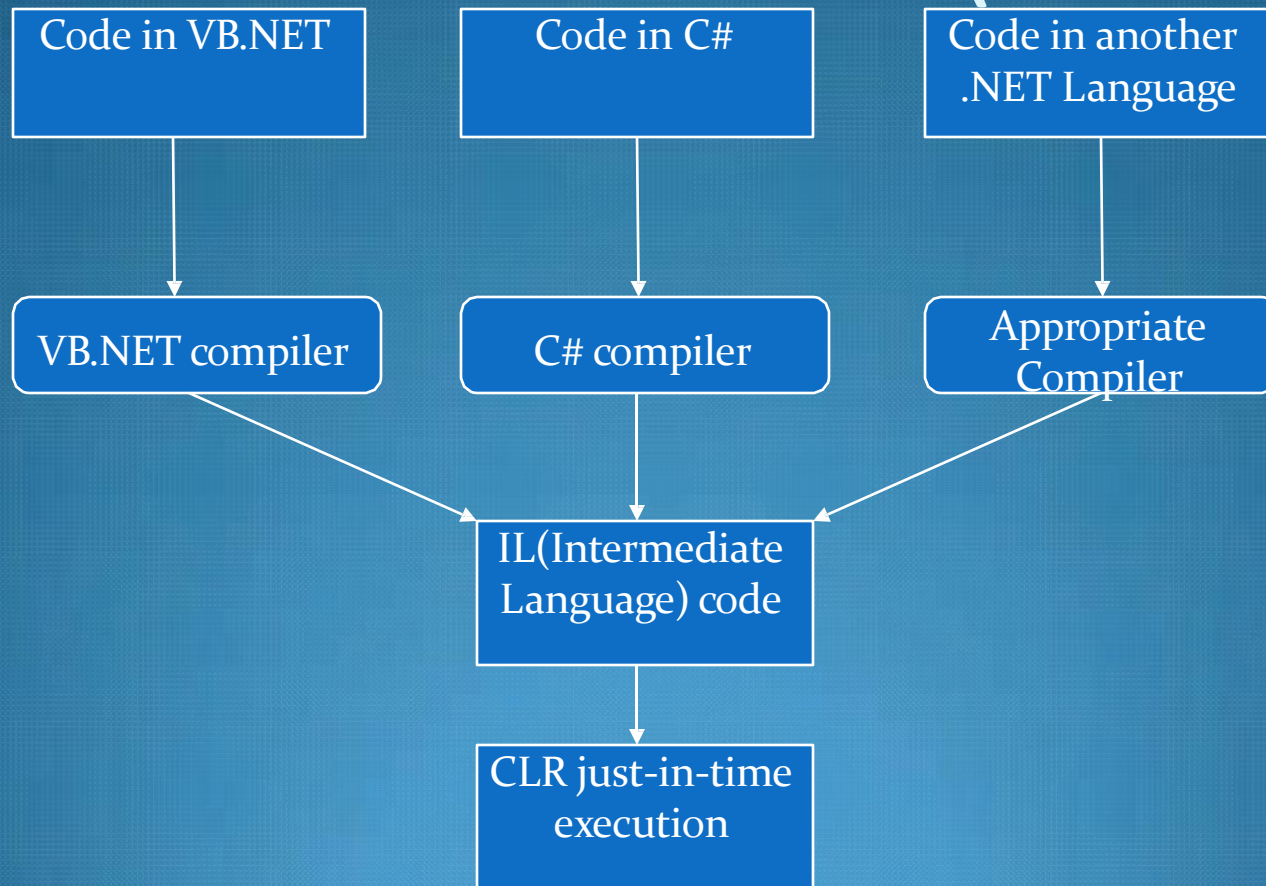 Code in VB.NET
Code in C#
Code in another
.NET Language
VB.NET compiler
C# compiler
Appropriate
Compiler
IL(Intermediate
Language) code
CLR just-in-time
execution